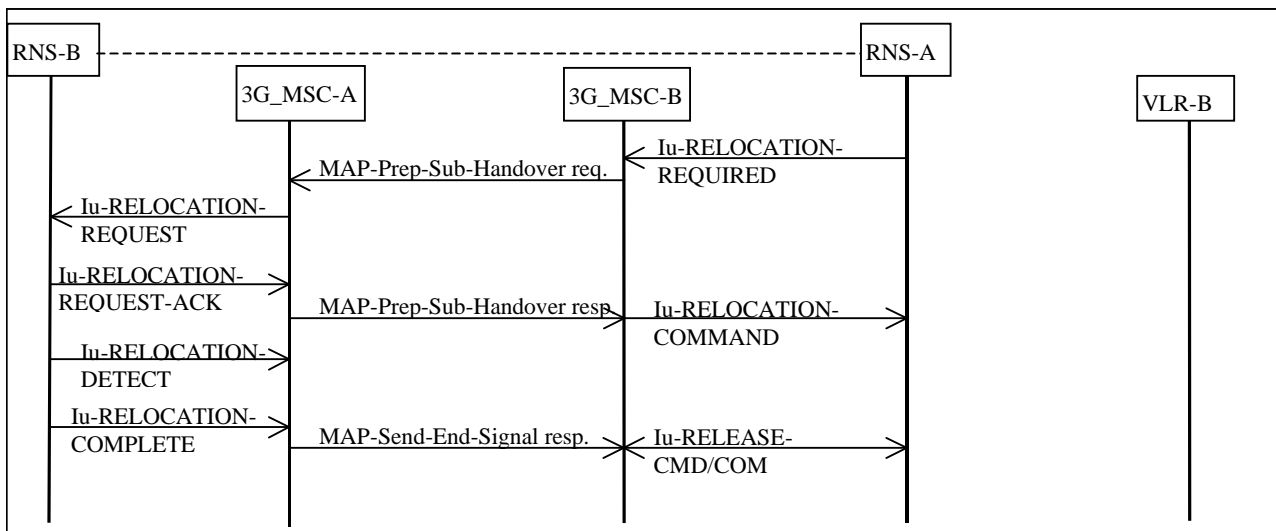 RNS-B
RNS-A
3G_MSC-A
3G_MSC-B
VLR-B
Iu-RELOCATION-
REQUIRED
MAP-Prep-Sub-Handover req.
Iu-RELOCATION-
REQUEST
Iu-RELOCATION-
REQUEST-ACK
MAP-Prep-Sub-Handover resp.
Iu-RELOCATION-
COMMAND
Iu-RELOCATION-
DETECT
Iu-RELOCATION-
COMPLETE
MAP-Send-End-Signal resp.
Iu-RELEASE-
CMD/COM